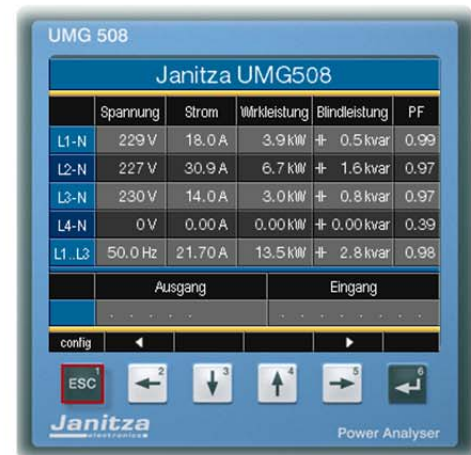 UMG 508
Janitza UMG508
Spannung Strom Wirkleistung Blindleistung PF
L1-N 229 V 18.0 A 3.9 kW ⊣⊢ 0.5 kvar 0.99
L2-N 227 V 30.9 A 6.7 kW ⊣⊢ 1.6 kvar 0.97
L3-N 230 V 14.0 A 3.0 kW ⊣⊢ 0.8 kvar 0.97
L4-N 0 V 0.00 A 0.00 kW ⊣⊢ 0.00 kvar 0.39
L1..L3 50.0 Hz 21.70 A 13.5 kW ⊣⊢ 2.8 kvar 0.98
Ausgang Eingang
config ◀ ▶
ESC 1 ← 2 ↓ 3 ↑ 4 → 5 ↵ 6
Janitza
electronics
Power Analyser